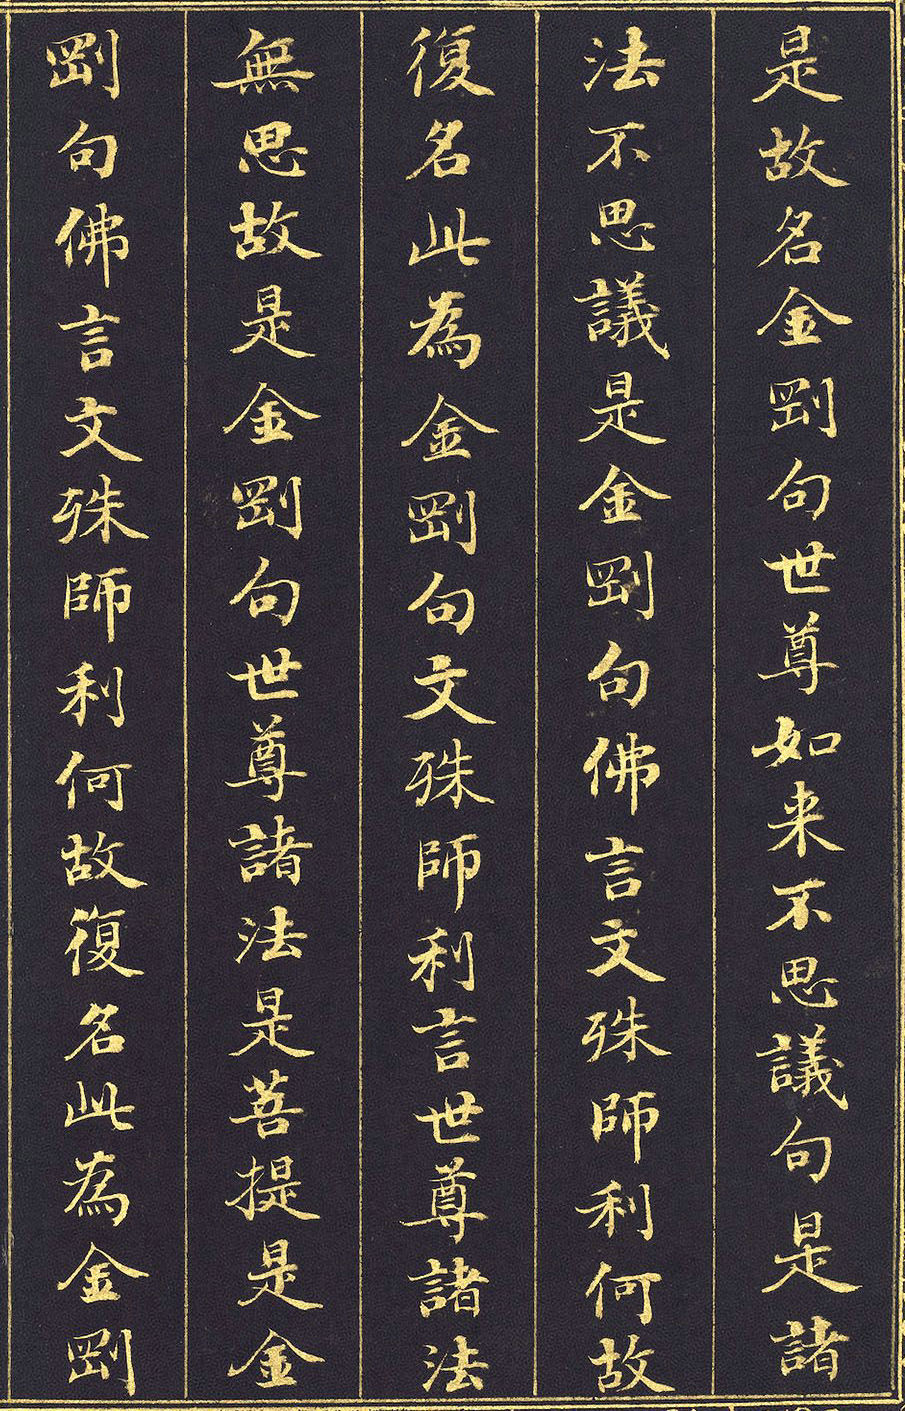 是故名金剛句世尊如来不思議句是諸
法不思議是金剛句佛言文殊師利何故
復名此為金剛句文殊師利言世尊諸法
無思故是金剛句世尊諸法是菩提是金
剛句佛言文殊師利何故復名此為金剛